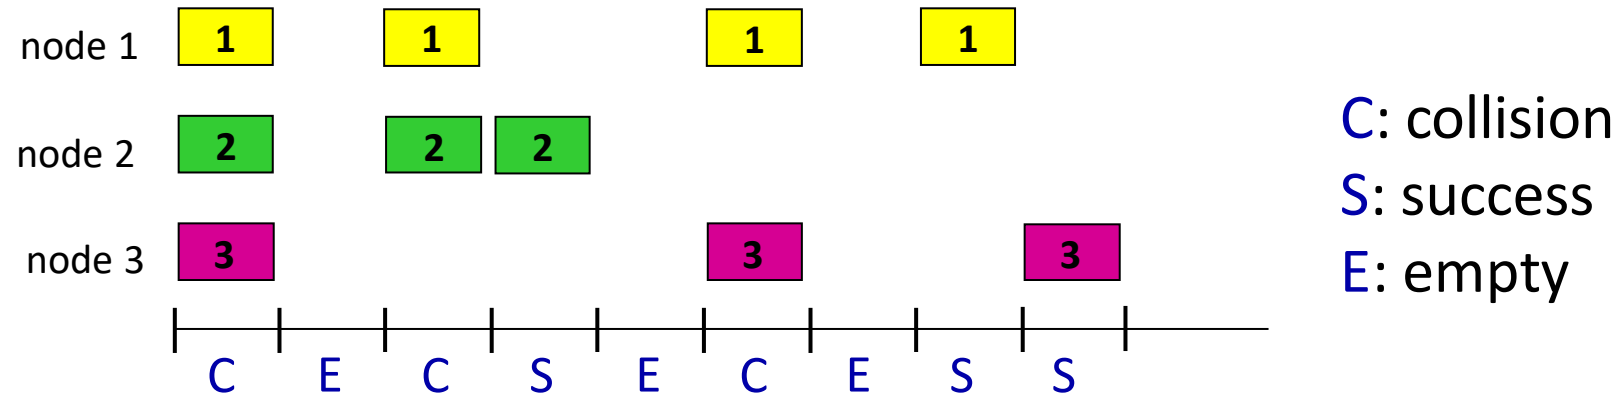 node 1 1 1 1 1
node 2 2 2 2
node 3 3 3 3
C E C S E C E S S
C: collision
S: success
E: empty